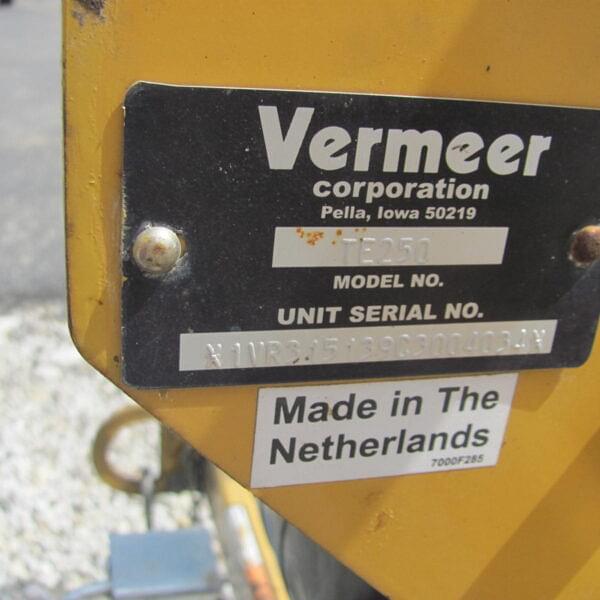 Vermeer
corporation
Pella, Iowa 50219
TE250
MODEL NO.
UNIT SERIAL NO.
Made in The
Netherlands
7000F285